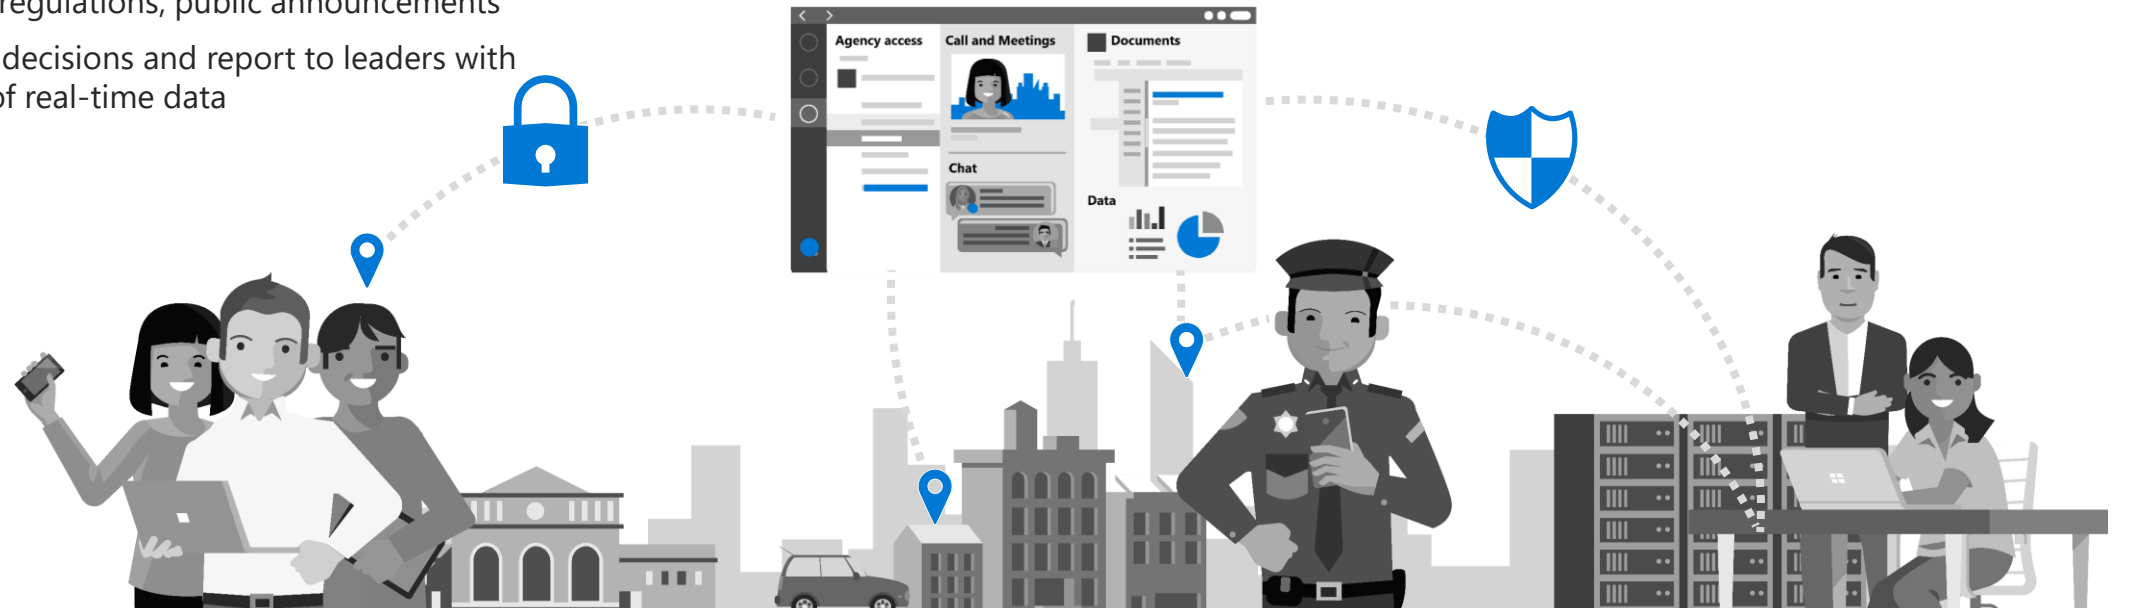 regulations, public announcements
decisions and report to leaders with
of real-time data
Agency access
Call and Meetings
Documents
Chat
Data